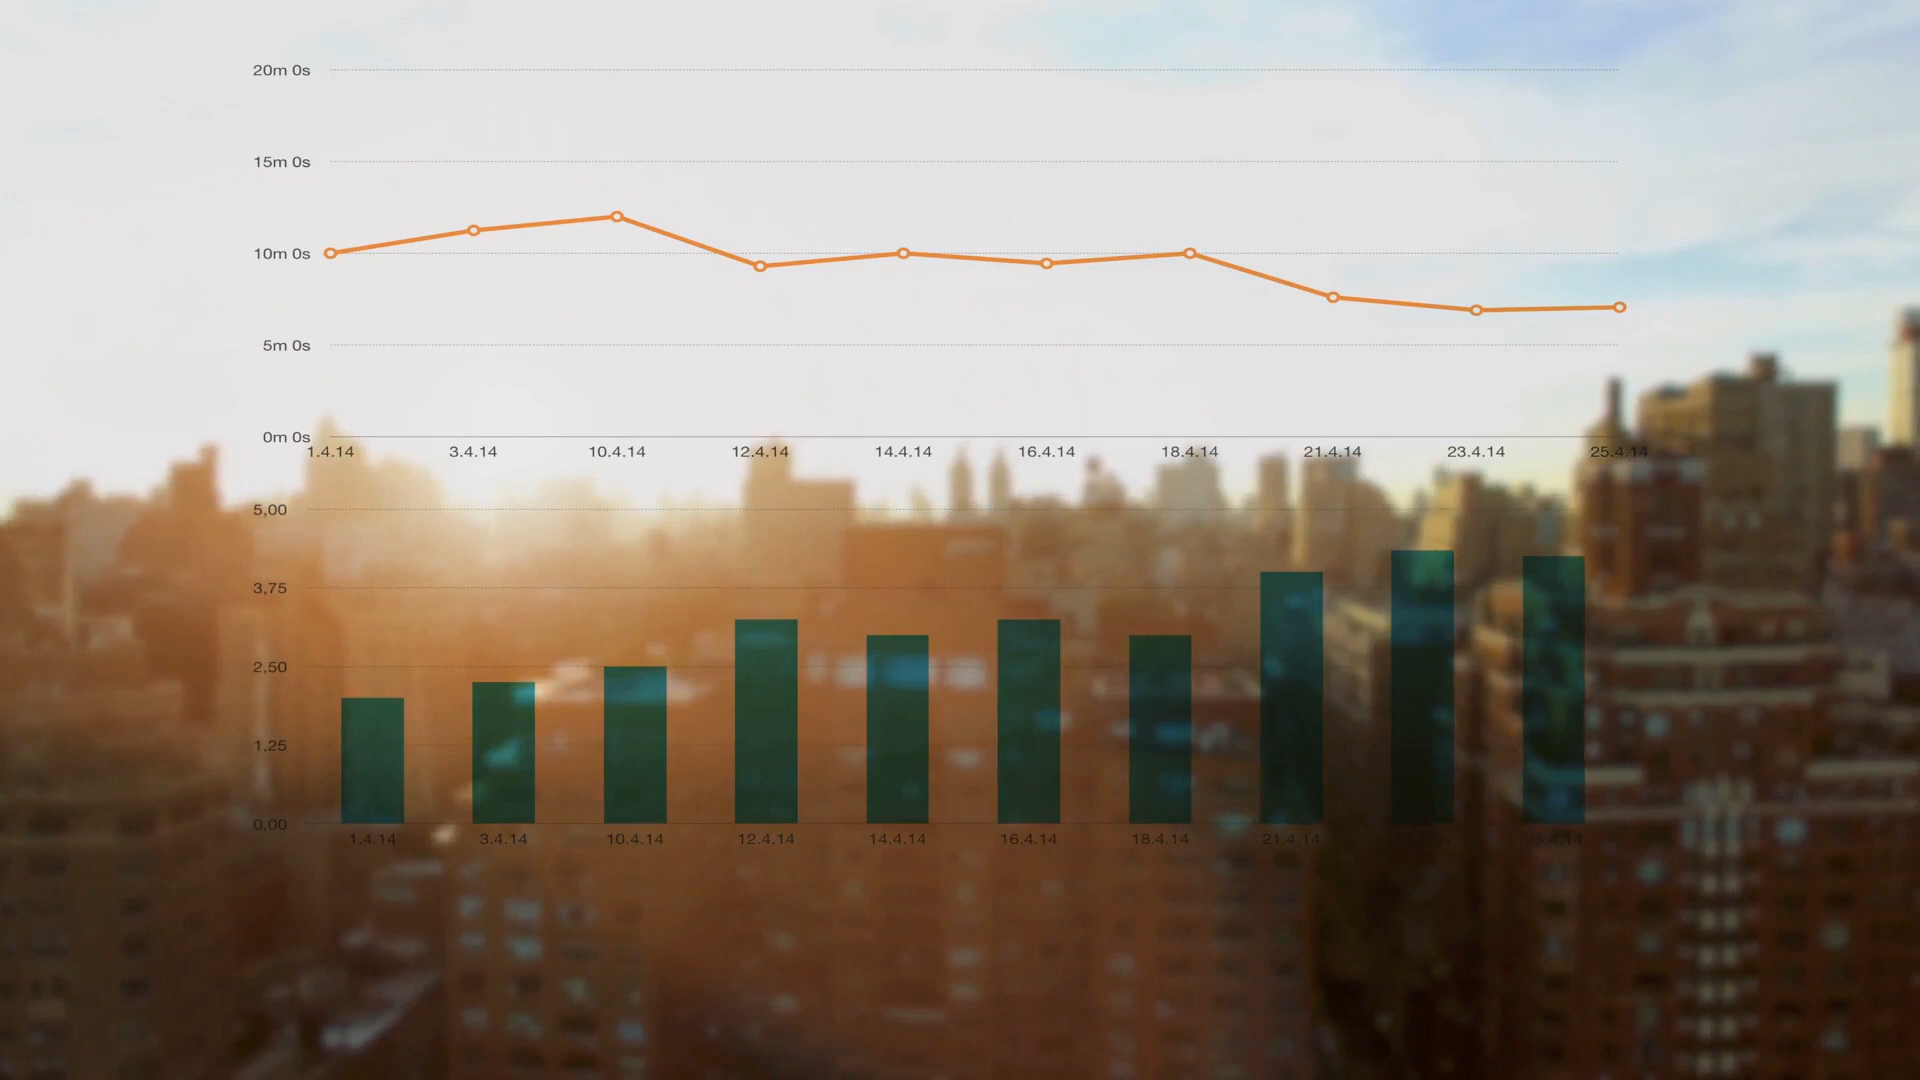 20m 0s
15m 0s
10m 0s
5m 0s
0m 0s
1.4.14 3.4.14 10.4.14 12.4.14 14.4.14 16.4.14 18.4.14 21.4.14 23.4.14 25.4.14
5,00
3,75
2,50
1,25
0,00
1.4.14 3.4.14 10.4.14 12.4.14 14.4.14 16.4.14 18.4.14 21.4.14 25.4.14